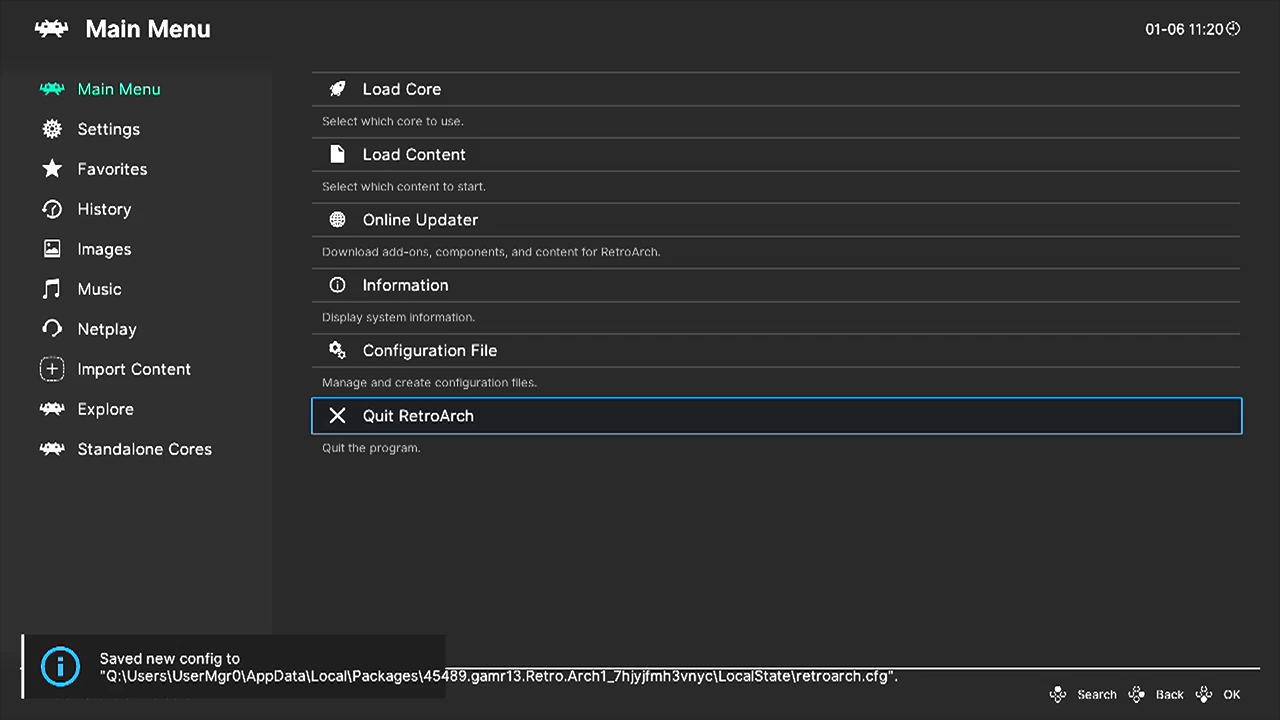 Main Menu
01-06 11:20
Main Menu
Settings
Favorites
History
Images
Music
Netplay
Import Content
Explore
Standalone Cores
Load Core
Select which core to use.
Load Content
Select which content to start.
Online Updater
Download add-ons, components, and content for RetroArch.
Information
Display system information.
Configuration File
Manage and create configuration files.
Quit RetroArch
Quit the program.
Saved new config to
"Q:\Users\UserMgr0\AppData\Local\Packages\45489.gamr13.Retro.Arch1_7hjyjfmh3vnyc\LocalState\retroarch.cfg".
Search Back OK